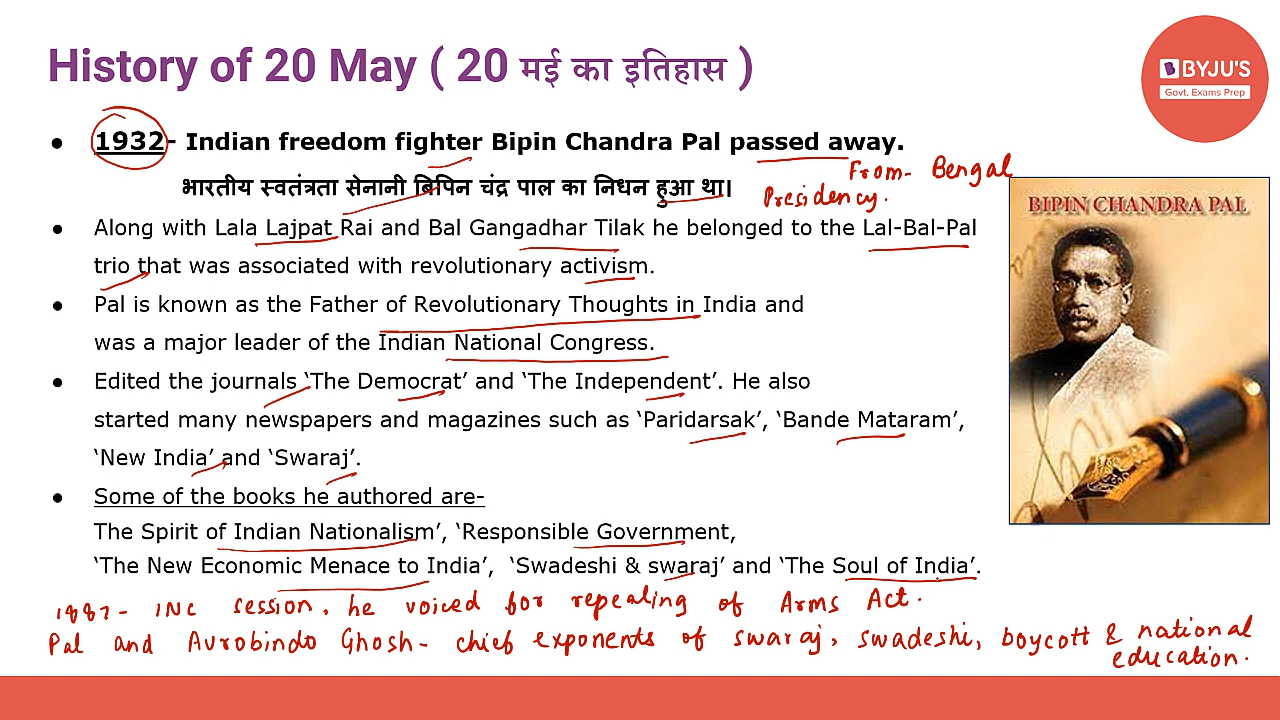 History of 20 May ( 20 मई का इतिहास )
BYJU'S
Govt. Exams Prep
● 1932- Indian freedom fighter Bipin Chandra Pal passed away.
From- Bengal
Presidency.
भारतीय स्वतंत्रता सेनानी बिपिन चंद्र पाल का निधन हुआ था।
BIPIN CHANDRA PAL
● Along with Lala Lajpat Rai and Bal Gangadhar Tilak he belonged to the Lal-Bal-Pal
trio that was associated with revolutionary activism.
● Pal is known as the Father of Revolutionary Thoughts in India and
was a major leader of the Indian National Congress.
● Edited the journals ‘The Democrat’ and ‘The Independent’. He also
started many newspapers and magazines such as ‘Paridarsak’, ‘Bande Mataram’,
‘New India’ and ‘Swaraj’.
● Some of the books he authored are-
The Spirit of Indian Nationalism’, ‘Responsible Government,
‘The New Economic Menace to India’, ‘Swadeshi & swaraj’ and ‘The Soul of India’.
1887- INC session, he voiced for repealing of Arms Act.
Pal and Aurobindo Ghosh- chief exponents of swaraj, swadeshi, boycott & national
education.